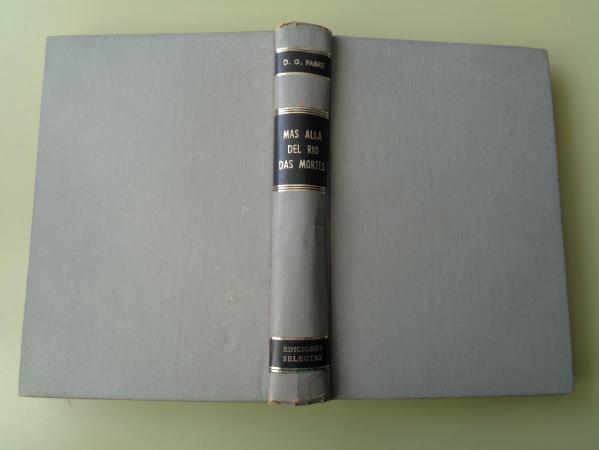 D. G. FABRE
MAS ALLA
DEL RIO
DAS MORTES
EDICIONES
SELECTAS